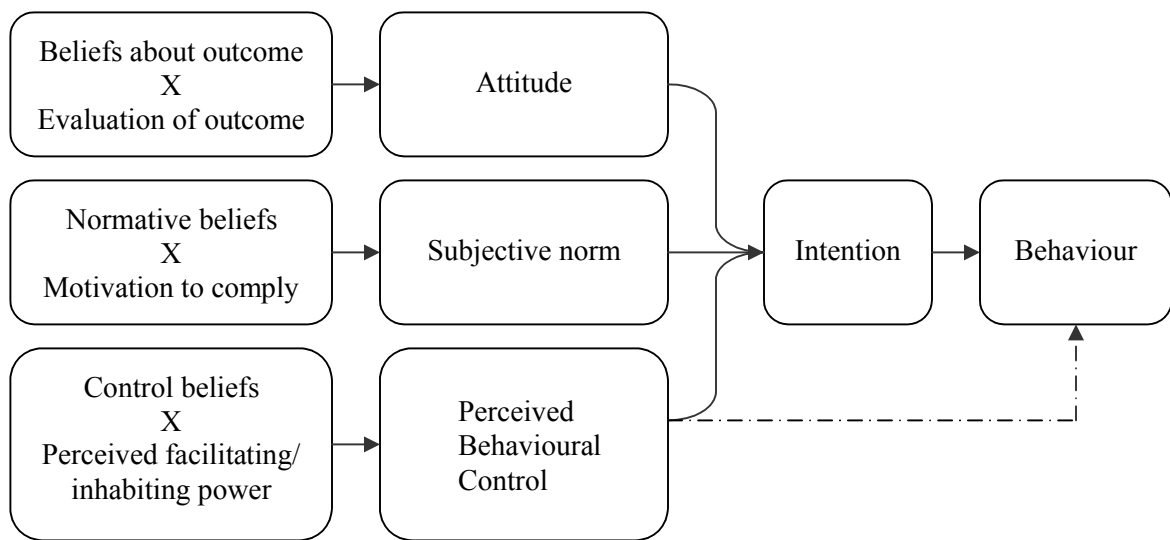 Beliefs about outcome
X
Evaluation of outcome
Attitude
Normative beliefs
X
Motivation to comply
Subjective norm
Intention
Behaviour
Control beliefs
X
Perceived facilitating/
inhabiting power
Perceived
Behavioural
Control